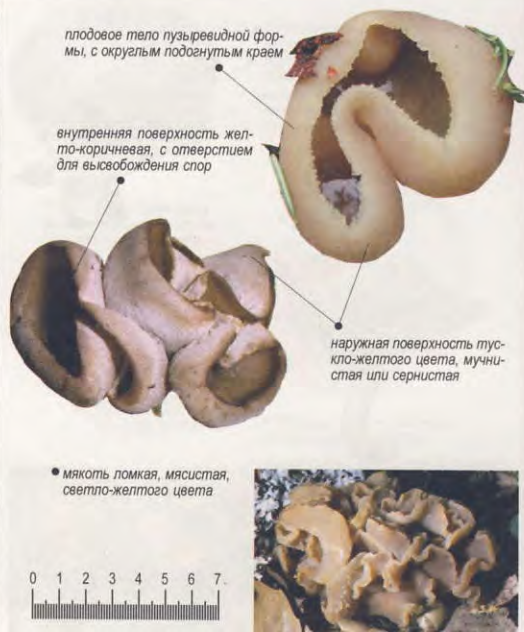 плодовое тело пузыревидной фор-
мы, с округлым подогнутым краем
внутренняя поверхность жел-
то-коричневая, с отверстием
для высвобождения спор
наружная поверхность тус-
кло-желтого цвета, мучни-
стая или сернистая
• мякоть ломкая, мясистая,
светло-желтого цвета
0 1 2 3 4 5 6 7